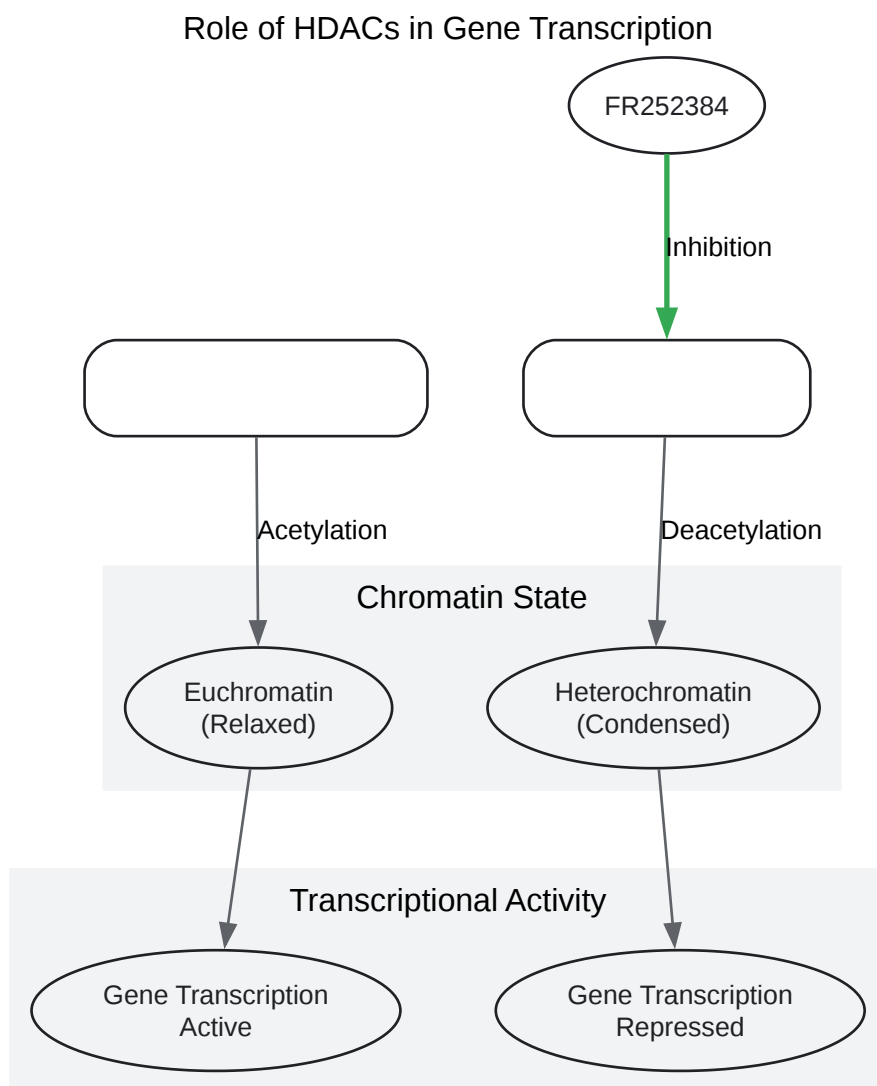 Role of HDACs in Gene Transcription
FR252384
Inhibition
Acetylation
Deacetylation
Chromatin State
Euchromatin
(Relaxed)
Heterochromatin
(Condensed)
Transcriptional Activity
Gene Transcription
Active
Gene Transcription
Repressed